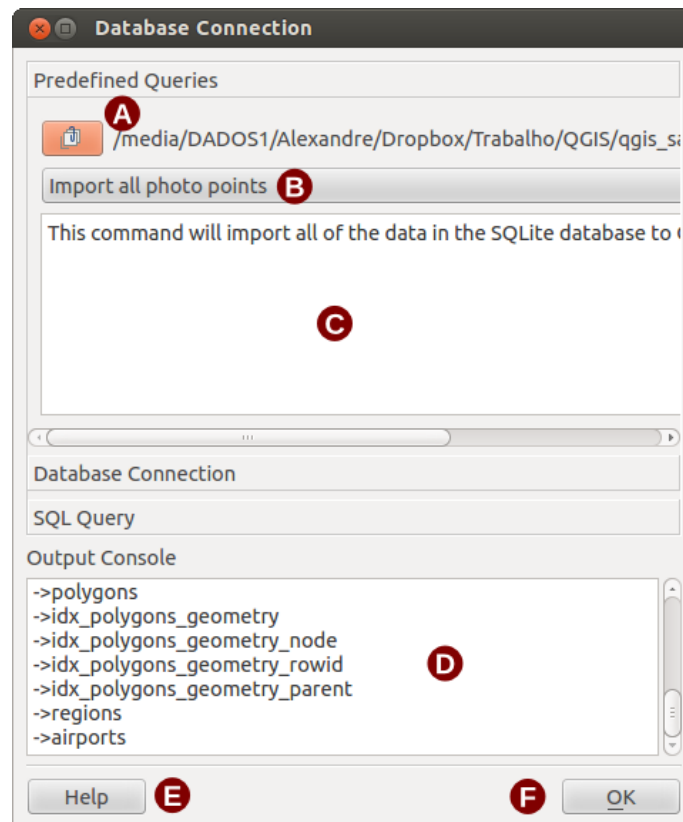 Database Connection
Predefined Queries
A
/media/DADOS1/Alexandre/Dropbox/Trabalho/QGIS/qgis_sa
Import all photo points B
This command will import all of the data in the SQLite database to
C
Database Connection
SQL Query
Output Console
->polygons
->idx_polygons_geometry
->idx_polygons_geometry_node
->idx_polygons_geometry_rowid D
->idx_polygons_geometry_parent
->regions
->airports
Help E F OK